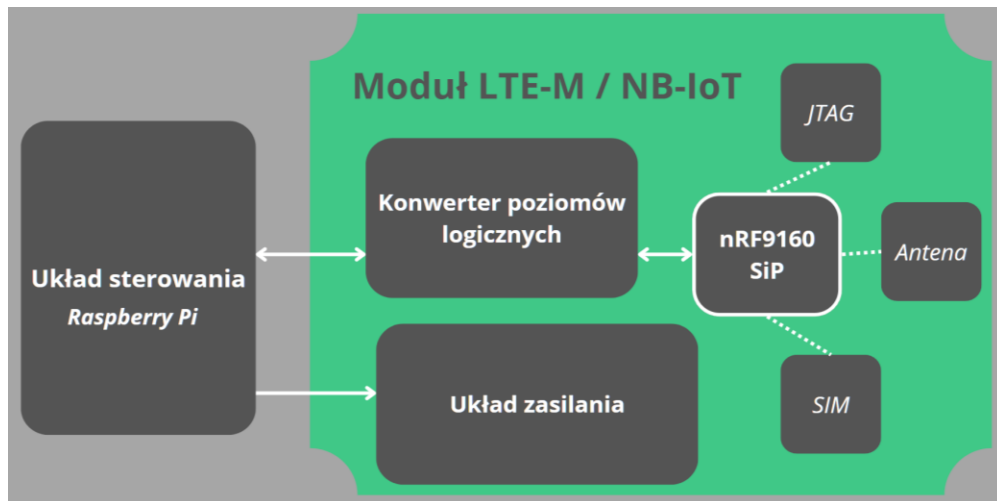 Moduł LTE-M / NB-IoT
JTAG
Konwerter poziomów
logicznych
nRF9160
SiP
Antena
Układ sterowania
Raspberry Pi
Układ zasilania
SIM